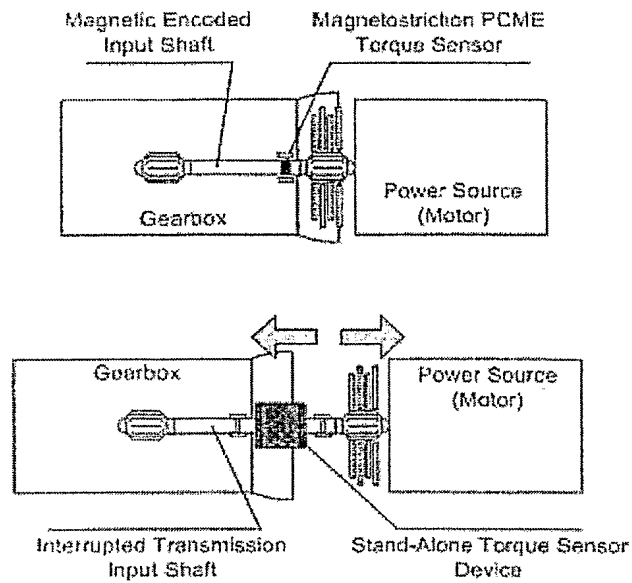 Magnetic Encoded
Input Shaft
Magnetostriction PCME
Torque Sensor
Gearbox
Power Source
(Motor)
Gearbox
Power Source
(Motor)
Interrupted Transmission
Input Shaft
Stand-Alone Torque Sensor
Device